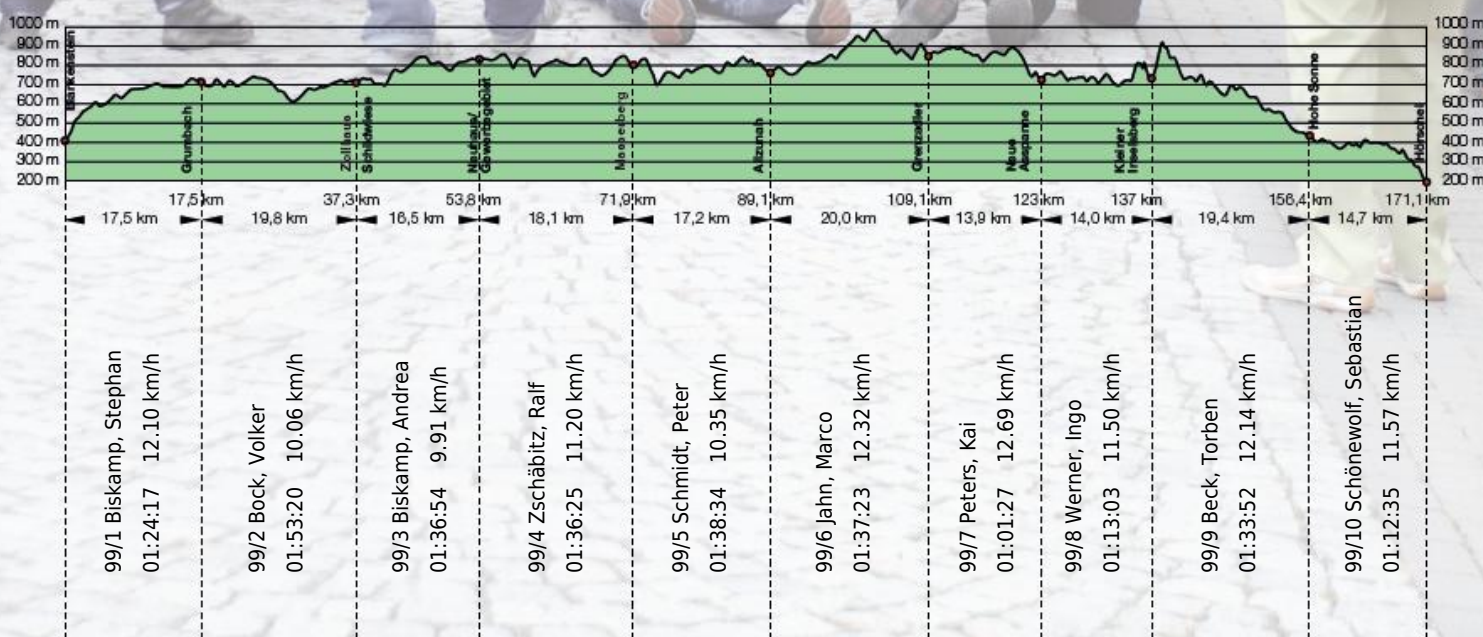 1000 m
900 m
800 m
700 m
600 m
500 m
400 m
300 m
200 m
1000 m
900 m
800 m
700 m
600 m
500 m
400 m
300 m
200 m
Blankenstein
Grumbach
Zollhaus
Schildwiese
Neuhaus/
Masserberg
Allzunah
Grenzadler
Neue
Ausspanne
Kleiner
Inselsberg
Hohe Sonne
Hörschel
17,5 km
37,3 km
53,8 km
71,9 km
89,1 km
109,1 km
123 km
137 km
156,4 km
171,1 km
17,5 km
19,8 km
16,5 km
18,1 km
17,2 km
20,0 km
13,9 km
14,0 km
19,4 km
14,7 km
99/1 Biskamp, Stephan
01:24:17 12.10 km/h
99/2 Bock, Volker
01:53:20 10.06 km/h
99/3 Biskamp, Andrea
01:36:54 9.91 km/h
99/4 Zschäbitz, Ralf
01:36:25 11.20 km/h
99/5 Schmidt, Peter
01:38:34 10.35 km/h
99/6 Jahn, Marco
01:37:23 12.32 km/h
99/7 Peters, Kai
01:01:27 12.69 km/h
99/8 Werner, Ingo
01:13:03 11.50 km/h
99/9 Beck, Torben
01:33:52 12.14 km/h
99/10 Schönewolf, Sebastian
01:12:35 11.57 km/h